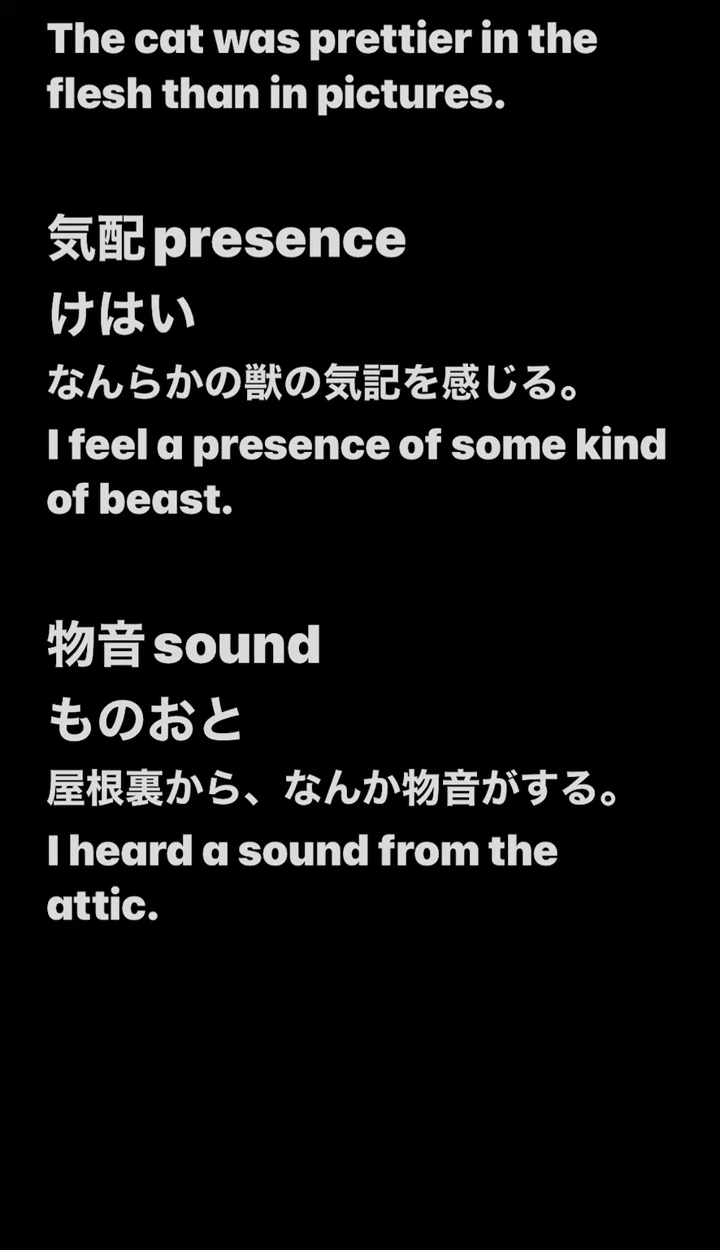 The cat was prettier in the
flesh than in pictures.
気配 presence
けはい
なんらかの獣の気記を感じる。
I feel a presence of some kind
of beast.
物音 sound
ものおと
屋根裏から、なんか物音がする。
I heard a sound from the
attic.